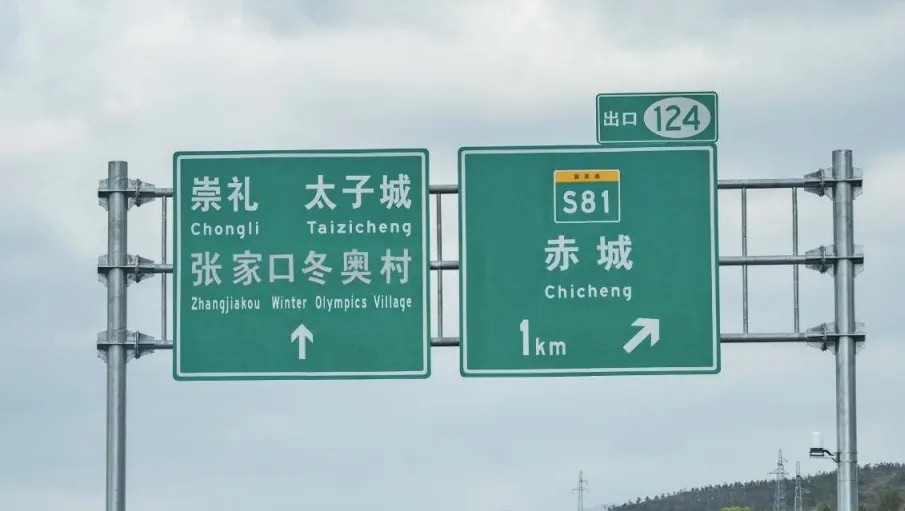 崇礼 太子城
Chongli Taizicheng
张家口冬奥村
Zhangjiakou Winter Olympics Village
出口 124
S81
赤城
Chicheng
1km